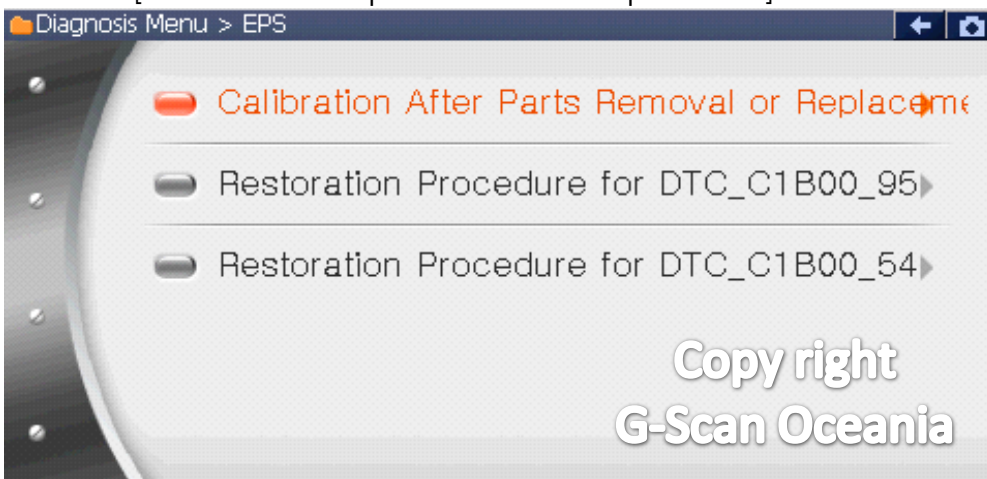 Diagnosis Menu > EPS
Calibration After Parts Removal or Replaceme
Restoration Procedure for DTC_C1B00_95
Restoration Procedure for DTC_C1B00_54
Copy right
G-Scan Oceania